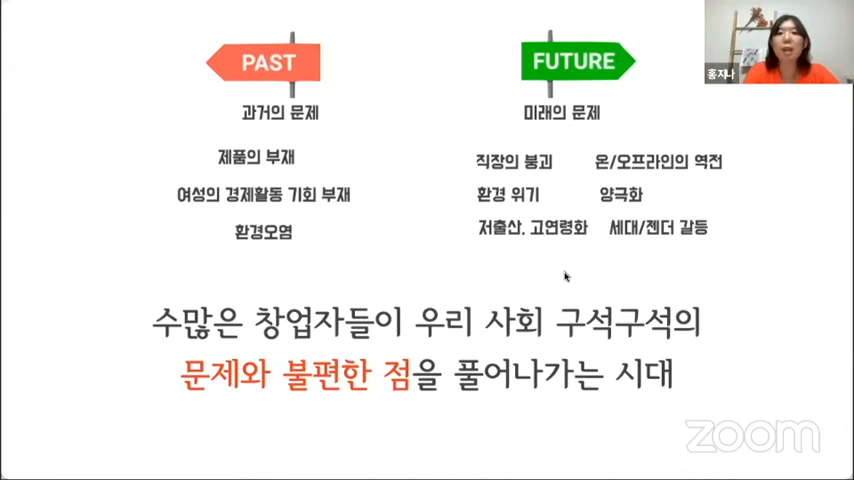 PAST
FUTURE
홍지나
과거의 문제
미래의 문제
제품의 부재
여성의 경제활동 기회 부재
환경오염
직장의 붕괴
온/오프라인의 역전
환경 위기
양극화
저출산, 고연령화
세대/젠더 갈등
수많은 창업자들이 우리 사회 구석구석의
문제와 불편한 점을 풀어나가는 시대
zoom